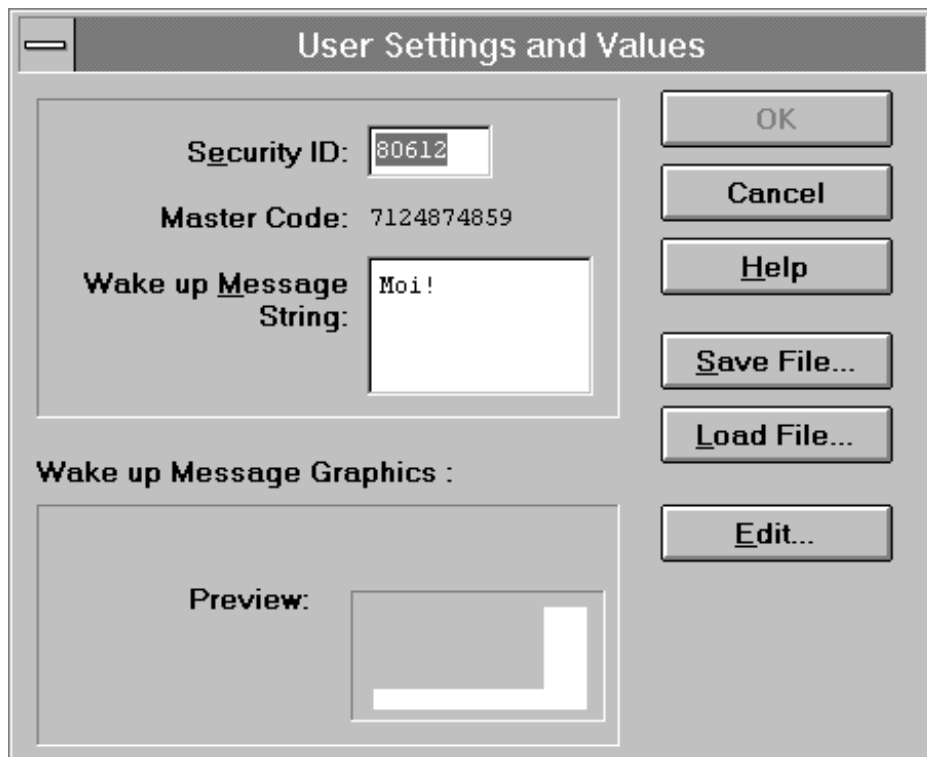 User Settings and Values
Security ID: 80612
Master Code: 7124874859
Wake up Message
String:
Moi!
OK
Cancel
Help
Save File...
Load File...
Wake up Message Graphics :
Edit...
Preview: